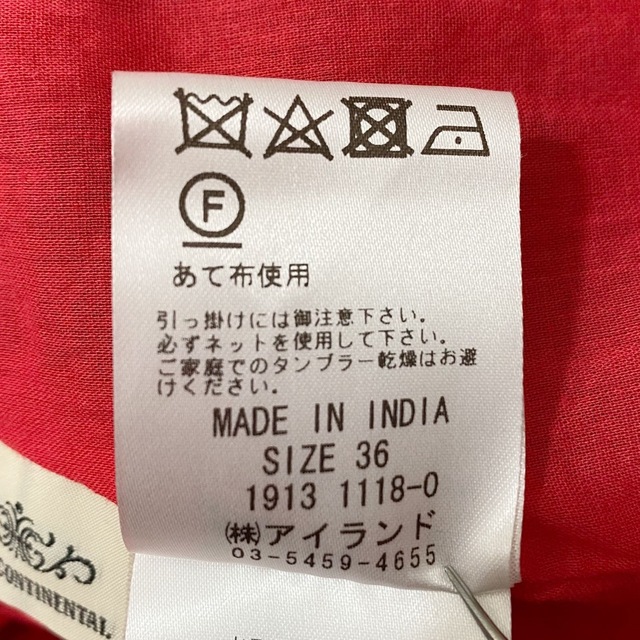 F
あて布使用
引っ掛けには御注意下さい。
必ずネットを使用して下さい。
ご家庭でのタンブラー乾燥はお避
けください。
MADE IN INDIA
SIZE 36
1913 1118-0
㈱アイランド
03-5459-4655
CONTINENTAL